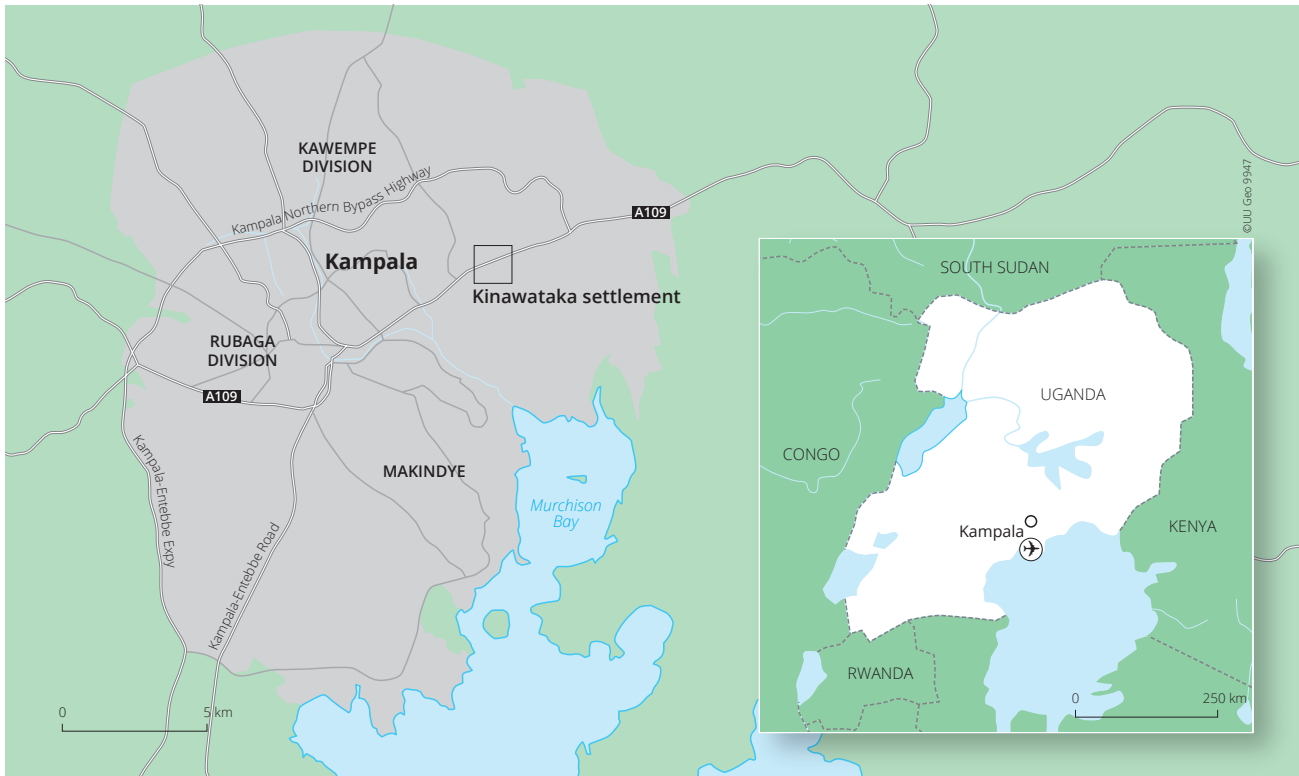 KAWEMPE
DIVISION
Kampala Northern Bypass Highway
A109
Kampala
Kinawataka settlement
RUBAGA
DIVISION
A109
MAKINDYE
Murchison
Bay
Kampala-Entebbe Expy
Kampala-Entebbe Road
0 5 km
©UU Geo 9947
SOUTH SUDAN
UGANDA
CONGO
Kampala
KENYA
RWANDA
0 250 km